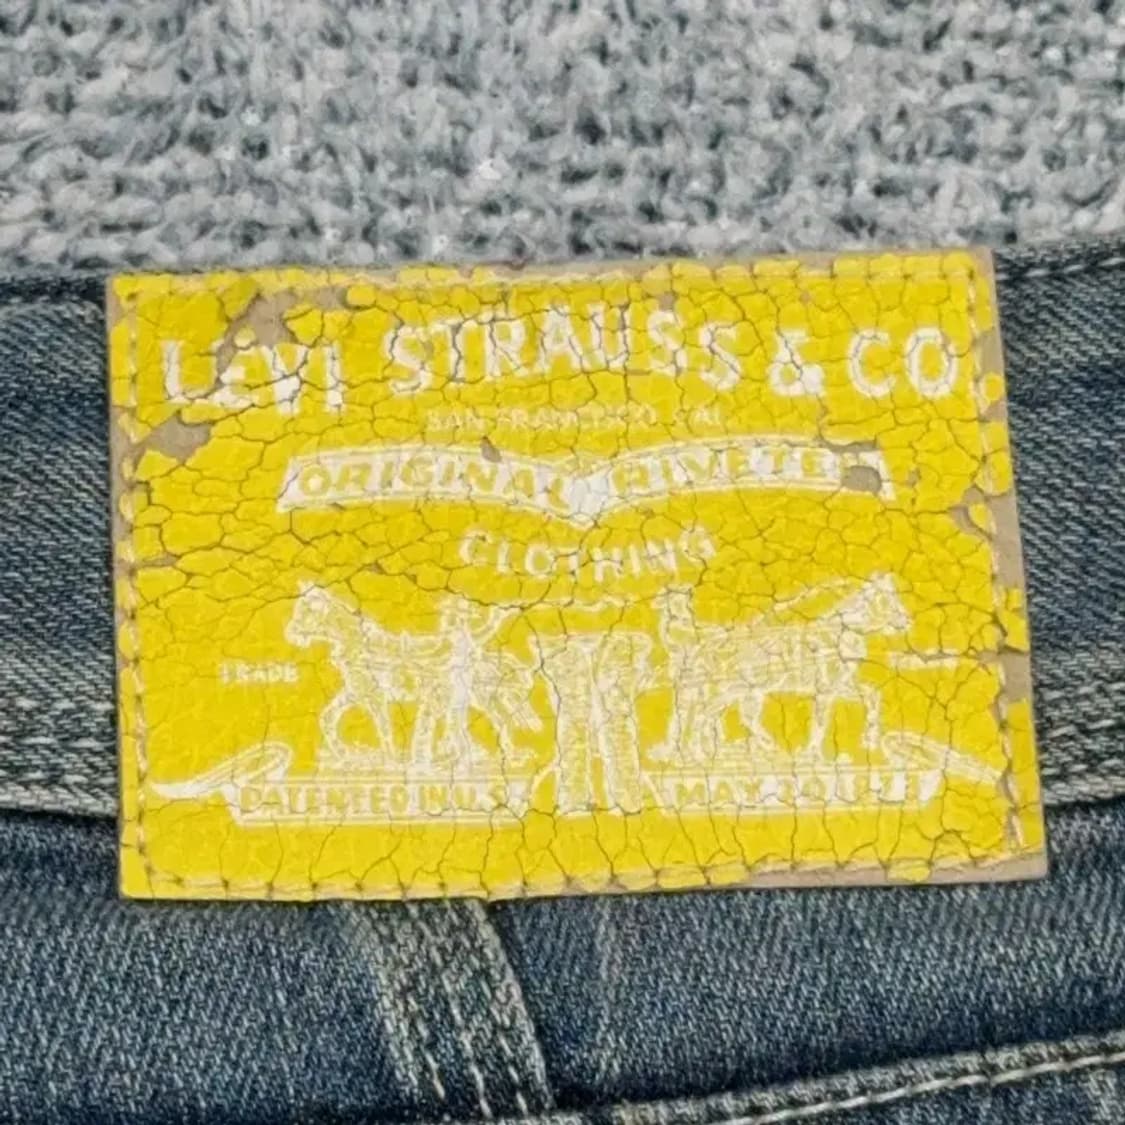 LEVI STRAUSS & CO
SAN FRANCISCO CAL
ORIGINAL RIVETED
CLOTHING
TRADE
PATENTED IN U.S.
MAY 20 1873